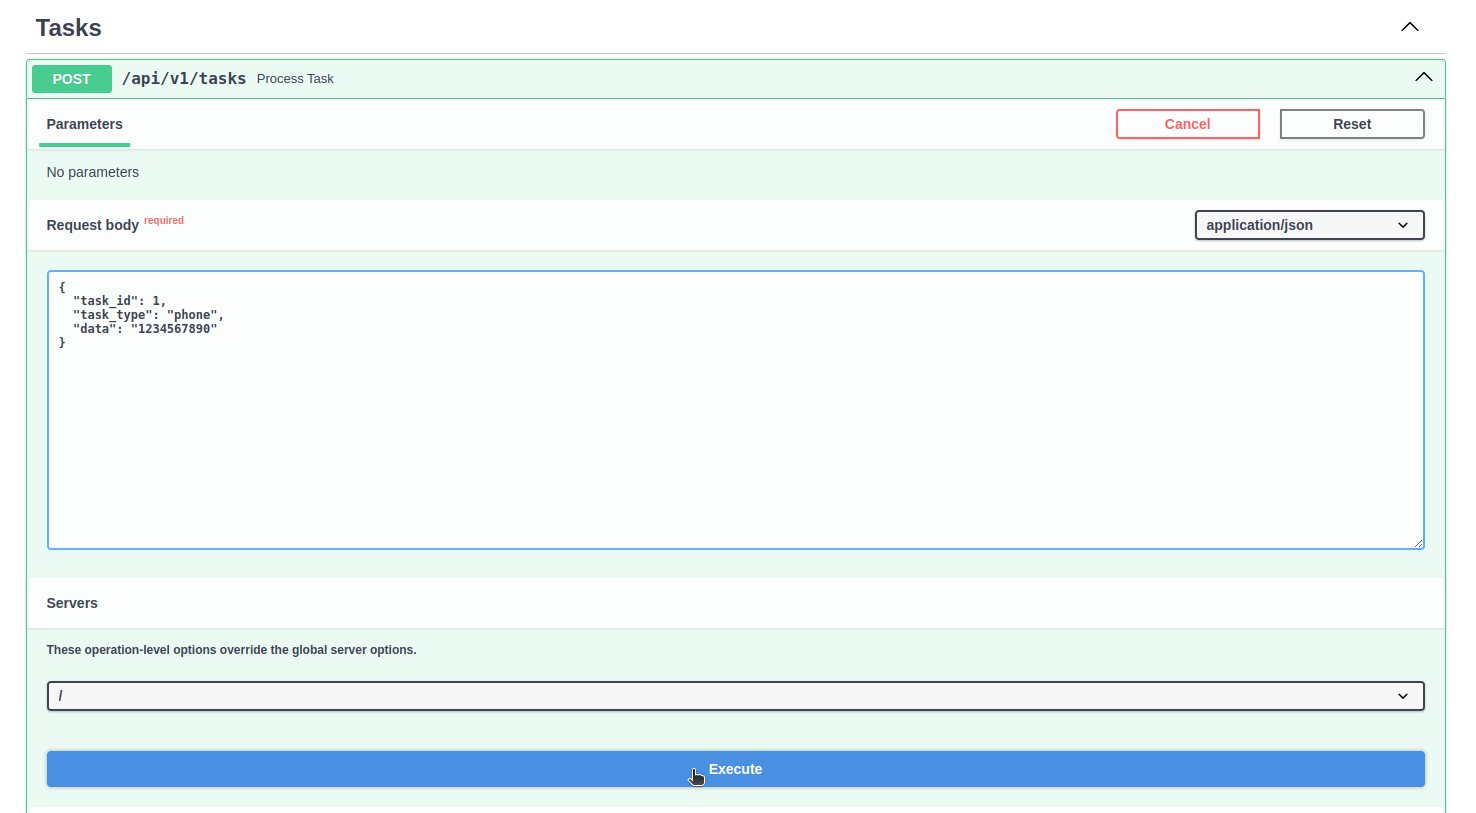 Tasks
POST /api/v1/tasks Process Task
Parameters Cancel Reset
No parameters
Request body required application/json
{
  "task_id": 1,
  "task_type": "phone",
  "data": "1234567890"
}
Servers
These operation-level options override the global server options.
/
Execute